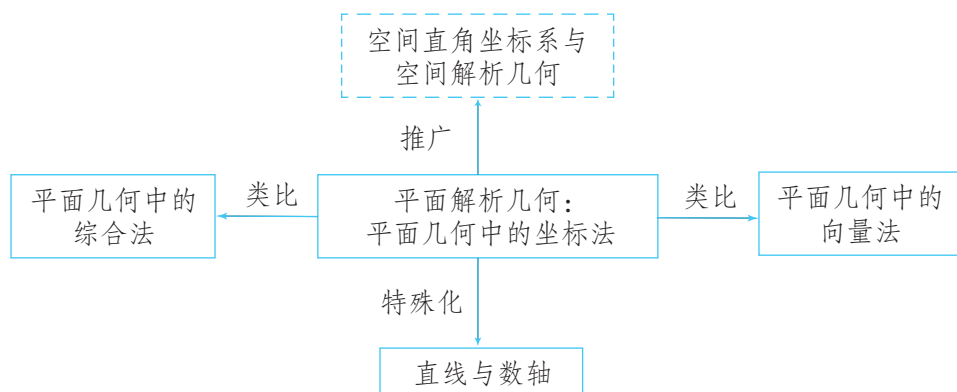 空间直角坐标系与
空间解析几何
推广
平面几何中的
综合法
类比
平面解析几何：
平面几何中的坐标法
类比
平面几何中的
向量法
特殊化
直线与数轴